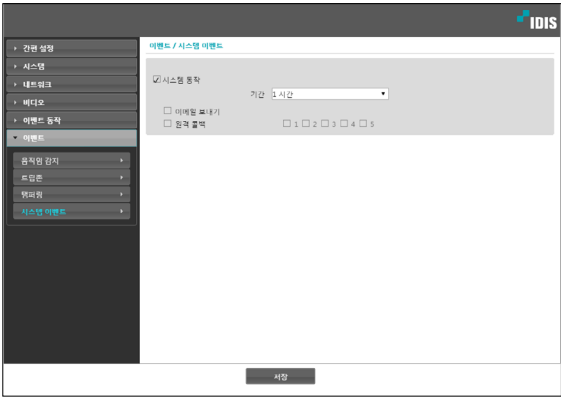 IDIS
간편 설정
시스템
네트워크
비디오
이벤트 동작
이벤트
움직임 감지
트립존
탬퍼링
시스템 이벤트
이벤트 / 시스템 이벤트
시스템 동작
기간 1 시간
이메일 보내기
원격 콜백 1 2 3 4 5
저장